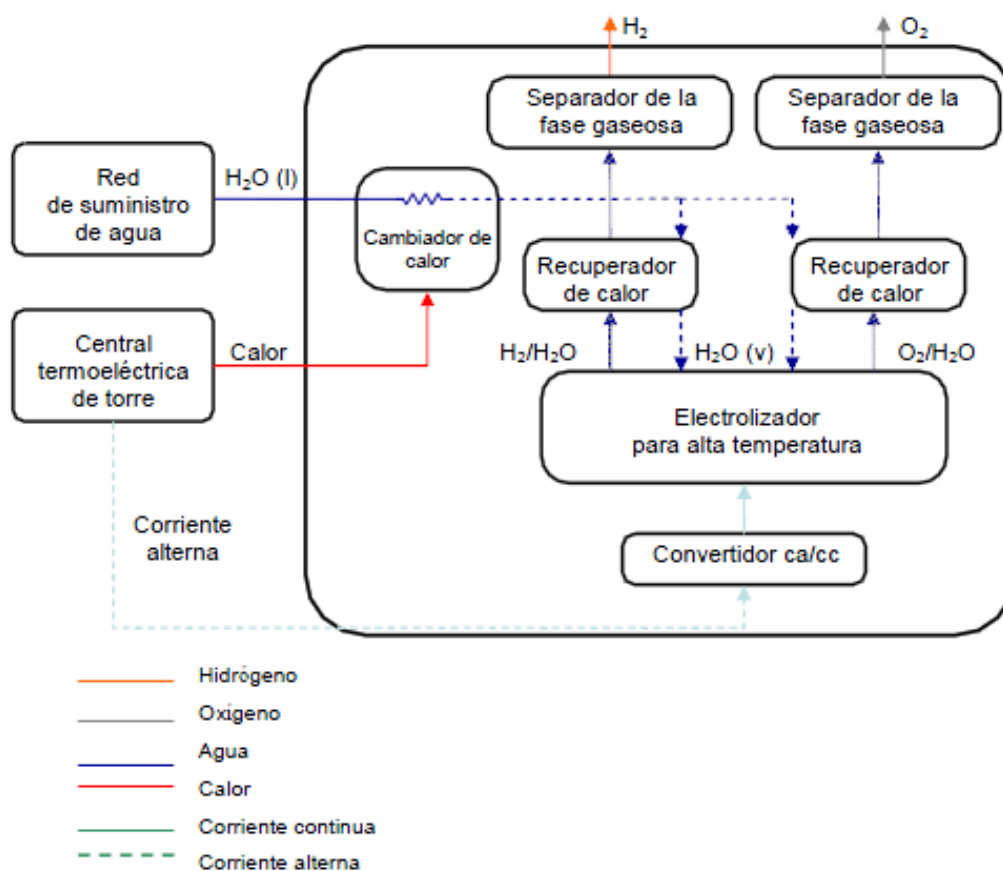 H₂
O₂
Separador de la
fase gaseosa
Separador de la
fase gaseosa
Red
de suministro
de agua
H₂O (l)
Cambiador de
calor
Recuperador
de calor
Recuperador
de calor
Central
termoeléctrica
de torre
Calor
H₂/H₂O
H₂O (v)
O₂/H₂O
Electrolizador
para alta temperatura
Corriente
alterna
Convertidor ca/cc
Hidrógeno
Oxígeno
Agua
Calor
Corriente continua
Corriente alterna